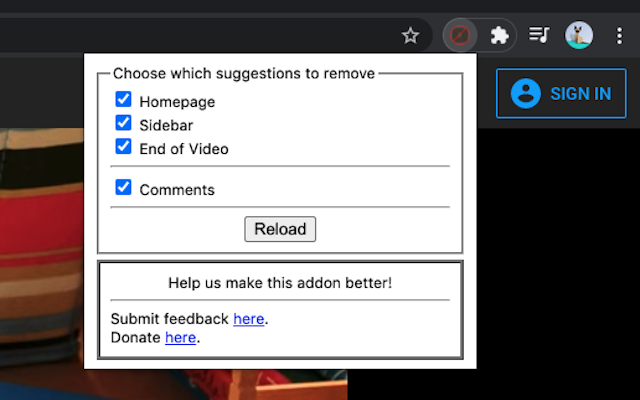 SIGN IN
Choose which suggestions to remove
Homepage
Sidebar
End of Video
Comments
Reload
Help us make this addon better!
Submit feedback here.
Donate here.